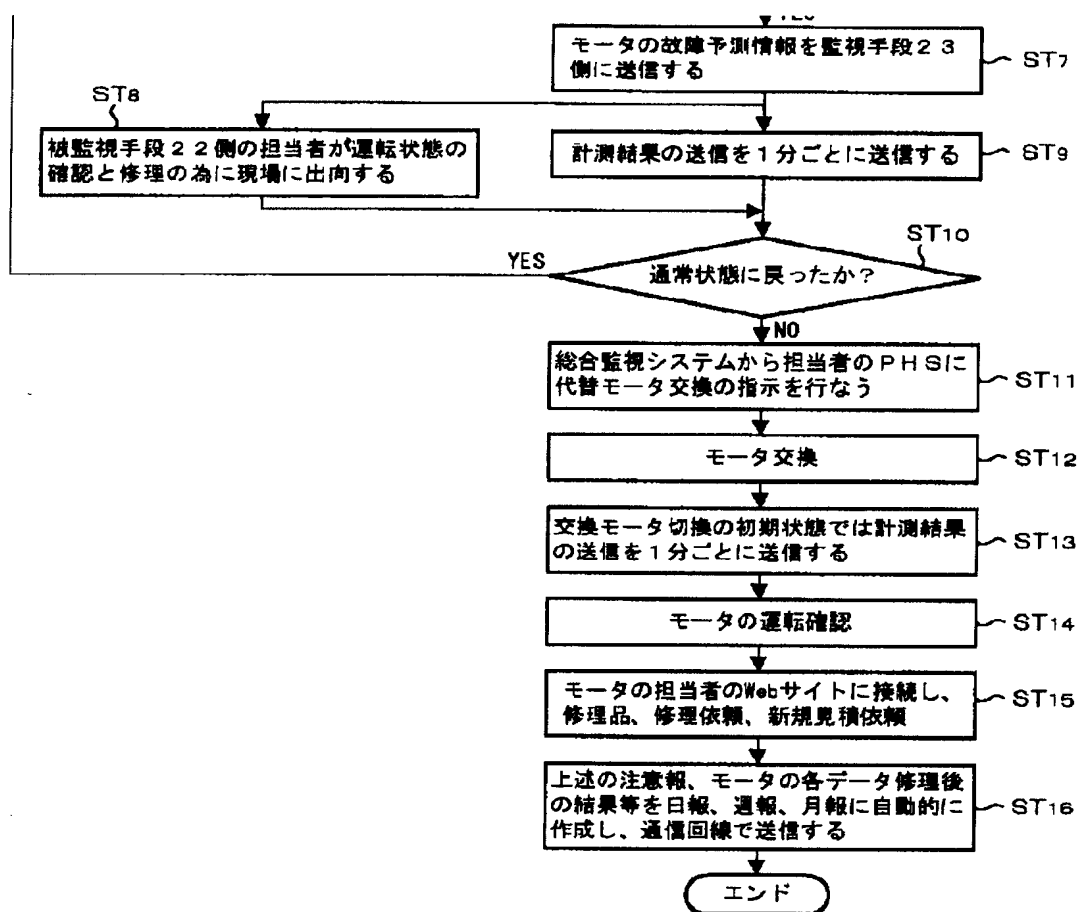 モータの故障予測情報を監視手段23
側に送信する
ST7
ST8
被監視手段22側の担当者が運転状態の
確認と修理の為に現場に出向する
計測結果の送信を1分ごとに送信する
ST9
ST10
YES
通常状態に戻ったか?
NO
総合監視システムから担当者のPHSに
代替モータ交換の指示を行なう
ST11
モータ交換
ST12
交換モータ切換の初期状態では計測結果
の送信を1分ごとに送信する
ST13
モータの運転確認
ST14
モータの担当者のWebサイトに接続し、
修理品、修理依頼、新規見積依頼
ST15
上述の注意報、モータの各データ修理後
の結果等を日報、週報、月報に自動的に
作成し、通信回線で送信する
ST16
エンド